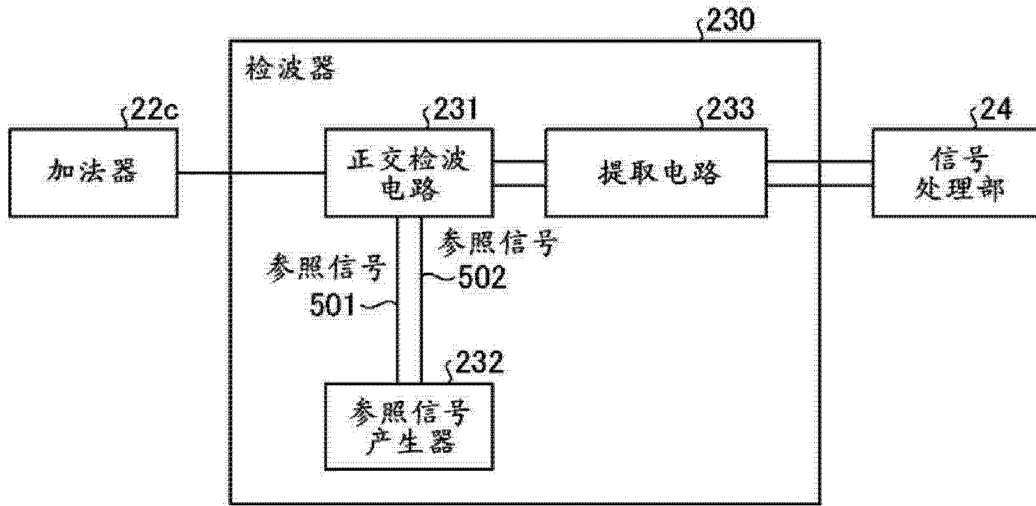 230
检波器
22c
加法器
231
正交检波
电路
233
提取电路
24
信号
处理部
参照信号
501
参照信号
502
232
参照信号
产生器